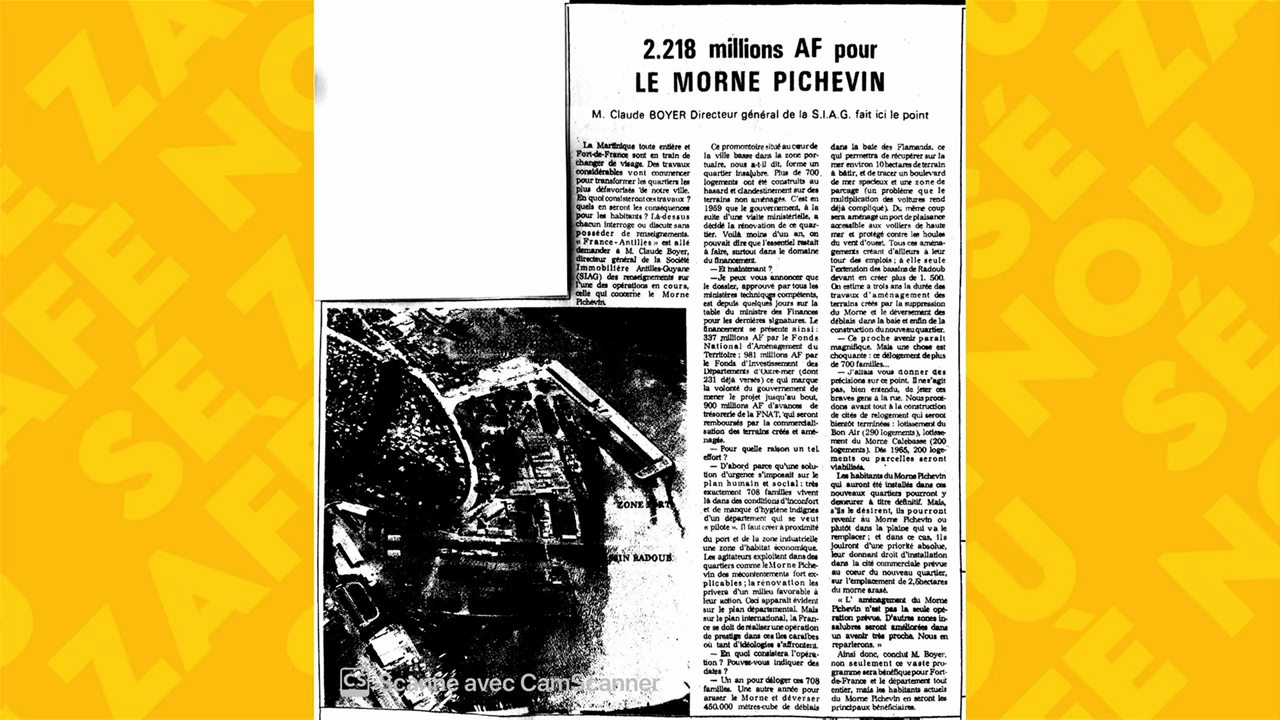 2.218 millions AF pour
LE MORNE PICHEVIN
M. Claude BOYER Directeur général de la S.I.A.G. fait ici le point
La Martinique toute entière et
Fort-de-France sont en train de
changer de visage. Des travaux
considérables vont commencer
pour transformer les quartiers les
plus défavorisés de notre ville.
En quoi consisteront ces travaux ?
quels en seront les conséquences
pour les habitants ? Là-dessus
chacun interroge ou discute sans
posséder de renseignements.
« France-Antilles » est allé
demander à M. Claude Boyer,
directeur général de la Société
Immobilière Antilles-Guyane
(SIAG) des renseignements sur
l'une des opérations en cours,
celle qui concerne le Morne
Pichevin.
Ce promontoire situé au cœur de
la ville basse dans la zone por-
tuaire, nous a-t-il dit, forme un
quartier insalubre. Plus de 700
logements ont été construits au
hasard et clandestinement sur des
terrains non aménagés. C'est en
1959 que le gouvernement, à la
suite d'une visite ministérielle, a
décidé la rénovation de ce quar-
tier. Voilà moins d'un an, on
pouvait dire que l'essentiel restait
à faire, surtout dans le domaine
du financement.
— Et maintenant ?
— Je peux vous annoncer que
le dossier, approuvé par tous les
ministères techniques compétents,
est depuis quelques jours sur la
table du ministre des Finances
pour les dernières signatures. Le
financement se présente ainsi :
337 millions AF par le Fonds
National d'Aménagement du
Territoire ; 981 millions AF par
le Fonds d'Investissement des
Départements d'Outre-mer (dont
231 déjà versés) ce qui marque
la volonté du gouvernement de
mener le projet jusqu'au bout,
900 millions AF d'avances de
trésorerie de la FNAT, qui seront
remboursés par la commerciali-
sation des terrains créés et amé-
nagés.
— Pour quelle raison un tel
effort ?
— D'abord parce qu'une solu-
tion d'urgence s'imposait sur le
plan humain et social ; très
exactement 708 familles vivent
là dans des conditions d'inconfort
et de manque d'hygiène indignes
d'un département qui se veut
« pilote ». Il faut créer à proximité
du port et de la zone industrielle
une zone d'habitat économique.
Les agitateurs exploitent dans des
quartiers comme le Morne Piche-
vin des mécontentements fort ex-
plicables ; la rénovation les
privera d'un milieu favorable à
leur action. Ceci apparaît évident
sur le plan départemental. Mais
sur le plan international, la Fran-
ce se doit de réaliser une opération
de prestige dans ces îles caraïbes
où tant d'idéologies s'affrontent.
— En quoi consistera l'opéra-
tion ? Pouvez-vous indiquer des
dates ?
— Un an pour déloger ces 708
familles. Une autre année pour
araser le Morne et déverser
450.000 mètres-cube de déblais
dans la baie des Flamands, ce
qui permettra de récupérer sur la
mer environ 10 hectares de terrain
à bâtir, et de tracer un boulevard
de mer spacieux et une zone de
parcage (un problème que le
multiplication des voitures rend
déjà compliqué). Du même coup
sera aménagé un port de plaisance
accessible aux voiliers de haute
mer et protégé contre les houles
du vent d'ouest. Tous ces aména-
gements créant d'ailleurs à leur
tour des emplois ; à elle seule
l'extension des bassins de Radoub
devant en créer plus de 1. 500.
On estime à trois ans la durée des
travaux d'aménagement des
terrains créés par la suppression
du Morne et le déversement des
déblais dans la baie et enfin de la
construction du nouveau quartier.
— Ce proche avenir paraît
magnifique. Mais une chose est
choquante : ce délogement de plus
de 700 familles...
— J'allais vous donner des
précisions sur ce point. Il ne s'agit
pas, bien entendu, de jeter ces
braves gens à la rue. Nous procé-
dons avant tout à la construction
de cités de relogement qui seront
bientôt terminées : lotissement du
Bon Air (290 logements), lotisse-
ment du Morne Calebasse (200
logements). Dès 1965, 200 loge-
ments ou parcelles seront
viabilisés.
Les habitants du Morne Pichevin
qui auront été installés dans ces
nouveaux quartiers pourront y
demeurer à titre définitif. Mais,
s'ils le désirent, ils pourront
revenir au Morne Pichevin ou
plutôt dans la plaine qui va le
remplacer ; et dans ce cas, ils
jouiront d'une priorité absolue,
leur donnant droit d'installation
dans la cité commerciale prévue
au coeur du nouveau quartier,
sur l'emplacement de 2,5hectares
du morne arasé.
« L' aménagement du Morne
Pichevin n'est pas la seule opé-
ration prévue. D'autres zones in-
salubres seront améliorées dans
un avenir très proche. Nous en
reparlerons. »
Ainsi donc, conclut M. Boyer,
non seulement ce vaste pro-
gramme sera bénéfique pour Fort-
de-France et le département tout
entier, mais les habitants actuels
du Morne Pichevin en seront les
principaux bénéficiaires.
ZONE PORT
RADOUB
CS Scanné avec CamScanner